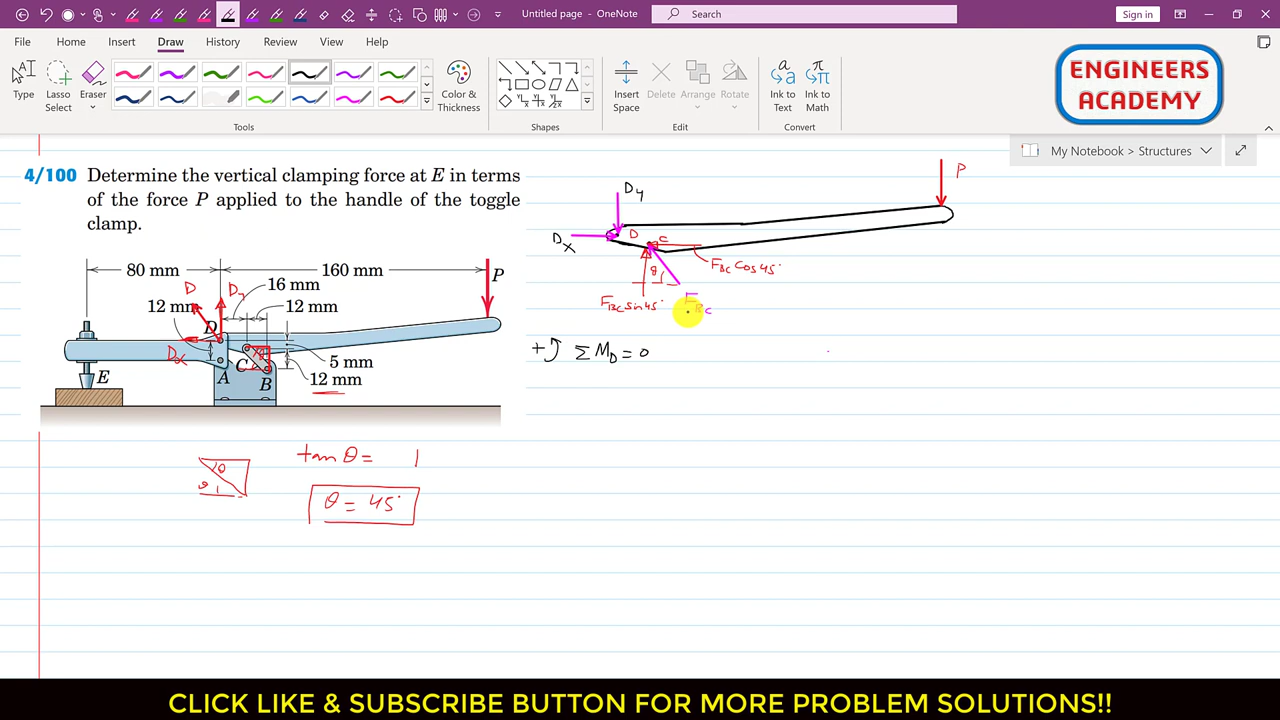 Untitled page - OneNote
Search
Sign in
File Home Insert Draw History Review View Help
Type
Lasso Select
Eraser
Color & Thickness
Insert Space
Delete
Arrange
Rotate
Ink to Text
Ink to Math
Tools
Shapes
Edit
Convert
ENGINEERS ACADEMY
My Notebook > Structures
4/100 Determine the vertical clamping force at E in terms
of the force P applied to the handle of the toggle
clamp.
80 mm
160 mm
P
16 mm
12 mm
12 mm
D
Dy
D
Dx
5 mm
12 mm
E
A
C
B
tan θ = 1
θ = 45°
Dy
P
Dx
D
C
FBC cos 45°
θ
FBC sin 45°
FBC
+ ΣMD = 0
CLICK LIKE & SUBSCRIBE BUTTON FOR MORE PROBLEM SOLUTIONS!!